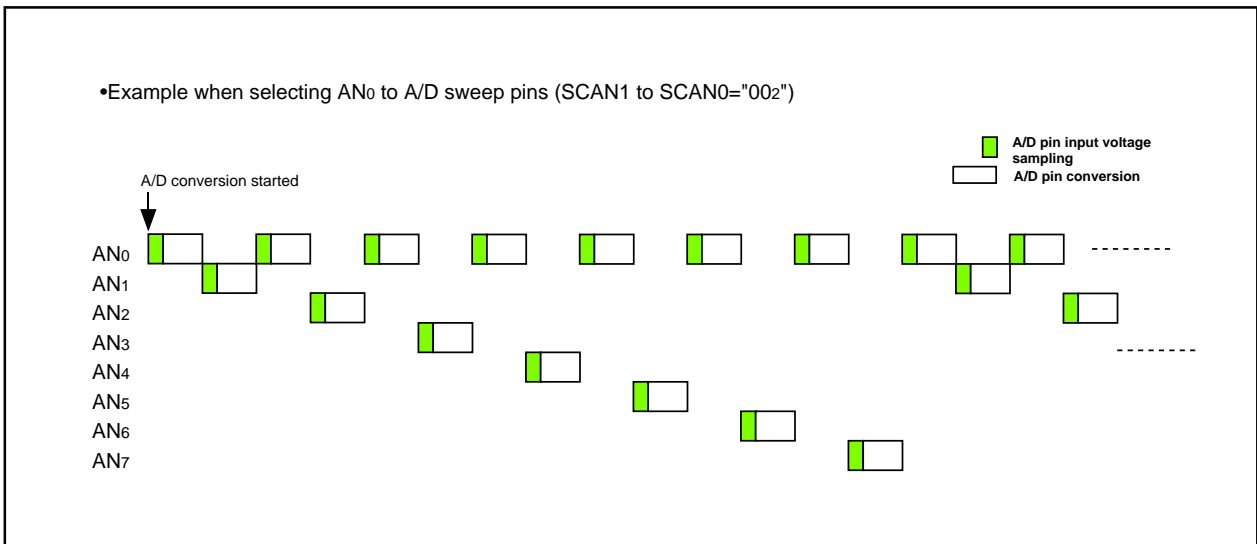 •Example when selecting AN0 to A/D sweep pins (SCAN1 to SCAN0="002")
A/D pin input voltage
sampling
A/D pin conversion
A/D conversion started
AN0
AN1
AN2
AN3
AN4
AN5
AN6
AN7